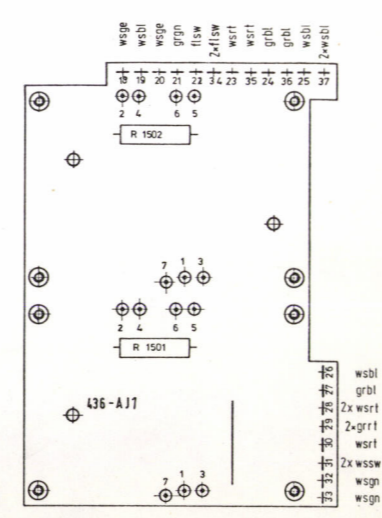 wsge wsbl wsge grgn flsw 2×flsw wsrt wsrt grbl grbl wsbl 2×wsbl
18 19 20 21 22 34 23 35 24 36 25 37
2 4 6 5
R 1502
7 1 3
2 4 6 5
R 1501
26 wsbl
27 grbl
436-AJ1 28 2x wsrt
29 2×grrt
30 wsrt
31 2x wssw
32 wsgn
7 1 3 33 wsgn